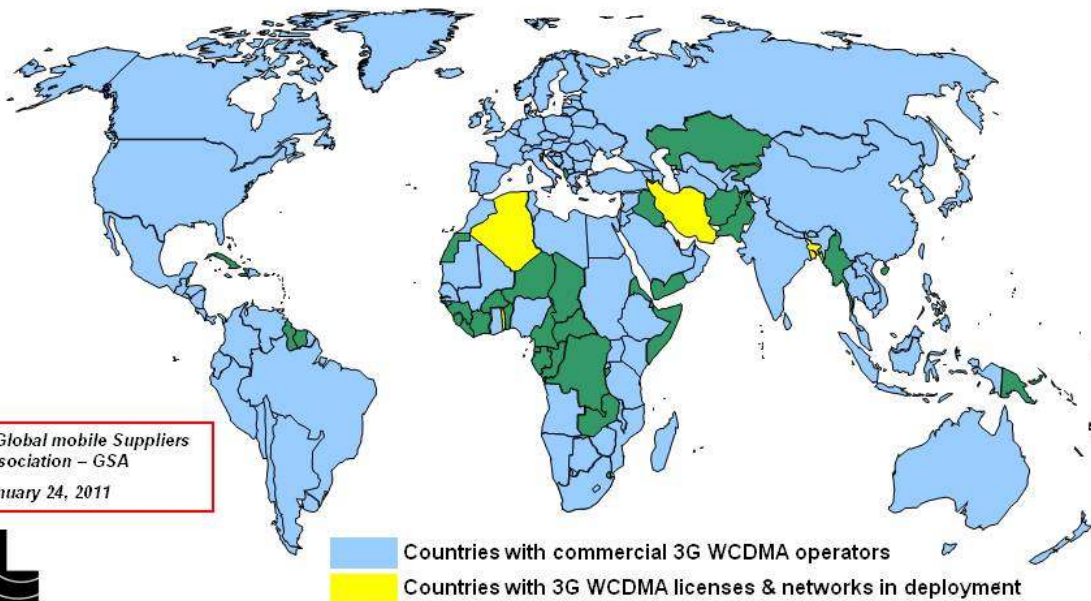 Global mobile Suppliers
sociation – GSA
nuary 24, 2011
Countries with commercial 3G WCDMA operators
Countries with 3G WCDMA licenses & networks in deployment